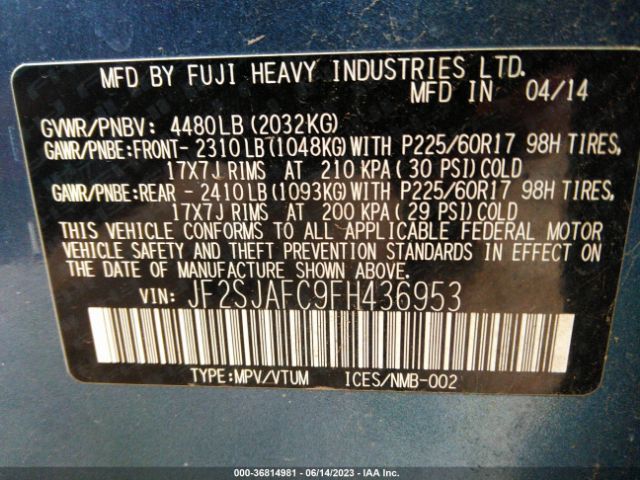 MFD BY FUJI HEAVY INDUSTRIES LTD.
MFD IN 04/14
GVWR/PNBV: 4480LB(2032KG)
GAWR/PNBE:FRONT- 2310LB(1048KG)WITH P225/60R17 98H TIRES,
17X7J RIMS AT 210 KPA( 30 PSI)COLD
GAWR/PNBE:REAR - 2410LB(1093KG)WITH P225/60R17 98H TIRES,
17X7J RIMS AT 200 KPA( 29 PSI)COLD
THIS VEHICLE CONFORMS TO ALL APPLICABLE FEDERAL MOTOR
VEHICLE SAFETY AND THEFT PREVENTION STANDARDS IN EFFECT ON
THE DATE OF MANUFACTURE SHOWN ABOVE.
VIN: JF2SJAFC9FH436953
TYPE:MPV/VTUM ICES/NMB-002
000-36814981 - 06/14/2023 - IAA Inc.